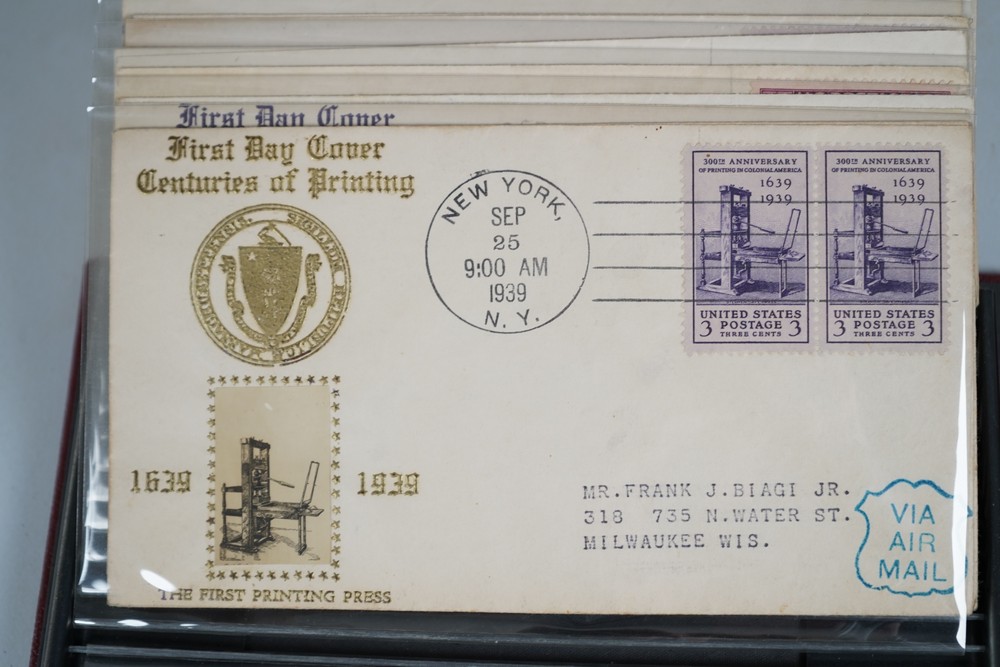 First Day Cover
First Day Cover
Centuries of Printing
1639 1939
THE FIRST PRINTING PRESS
NEW YORK,
SEP
25
9:00 AM
1939
N. Y.
300TH ANNIVERSARY
OF PRINTING IN COLONIAL AMERICA
1639
1939
UNITED STATES
3 POSTAGE 3
THREE CENTS
300TH ANNIVERSARY
OF PRINTING IN COLONIAL AMERICA
1639
1939
UNITED STATES
3 POSTAGE 3
THREE CENTS
MR.FRANK J.BIAGI JR.
318 735 N.WATER ST.
MILWAUKEE WIS.
VIA
AIR
MAIL